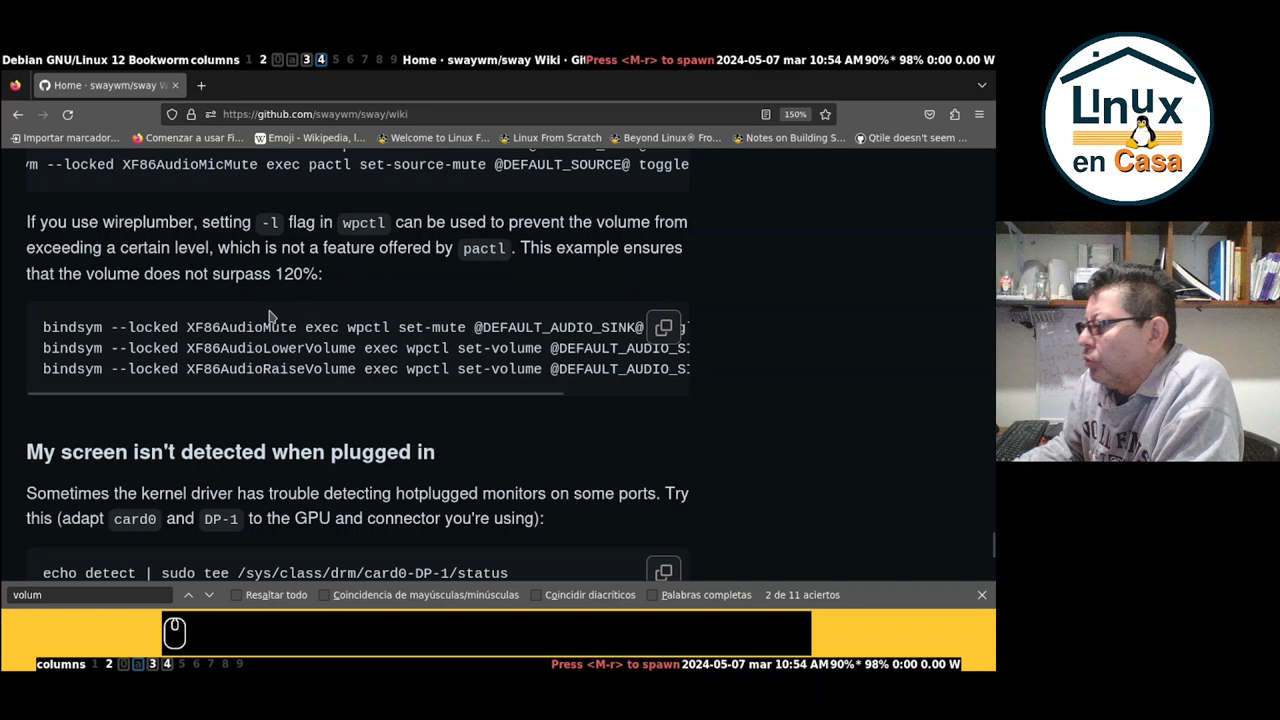 Debian GNU/Linux 12 Bookwormcolumns 1 2 0 a 3 4 5 6 7 8 9 Home · swaywm/sway Wiki · GitPress <M-r> to spawn 2024-05-07 mar 10:54 AM 90%* 98% 0:00 0.00 W
Home · swaywm/sway W
https://github.com/swaywm/sway/wiki 150%
Importar marcador... Comenzar a usar Fi... Emoji - Wikipedia, l... Welcome to Linux F... Linux From Scratch Beyond Linux® Fro... Notes on Building S... Qtile doesn't seem ...
ym --locked XF86AudioMicMute exec pactl set-source-mute @DEFAULT_SOURCE@ toggle
If you use wireplumber, setting -l flag in wpctl can be used to prevent the volume from
exceeding a certain level, which is not a feature offered by pactl. This example ensures
that the volume does not surpass 120%:
bindsym --locked XF86AudioMute exec wpctl set-mute @DEFAULT_AUDIO_SINK@
bindsym --locked XF86AudioLowerVolume exec wpctl set-volume @DEFAULT_AUDIO_SI
bindsym --locked XF86AudioRaiseVolume exec wpctl set-volume @DEFAULT_AUDIO_SI
My screen isn't detected when plugged in
Sometimes the kernel driver has trouble detecting hotplugged monitors on some ports. Try
this (adapt card0 and DP-1 to the GPU and connector you're using):
echo detect | sudo tee /sys/class/drm/card0-DP-1/status
volum Resaltar todo Coincidencia de mayúsculas/minúsculas Coincidir diacríticos Palabras completas 2 de 11 aciertos
columns 1 2 0 a 3 4 5 6 7 8 9 Press <M-r> to spawn 2024-05-07 mar 10:54 AM 90%* 98% 0:00 0.00 W
Linux
en Casa